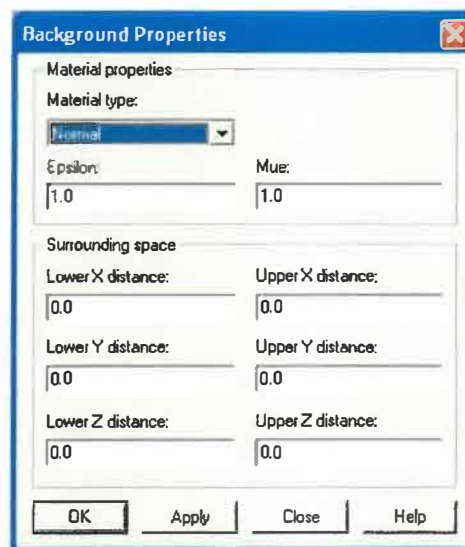 Background Properties
Material properties
Material type:
Normal
Epsilon: Mue:
1.0 1.0
Surrounding space
Lower X distance: Upper X distance:
0.0 0.0
Lower Y distance: Upper Y distance:
0.0 0.0
Lower Z distance: Upper Z distance:
0.0 0.0
OK Apply Close Help